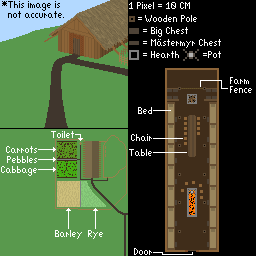 *This image is
not accurate.
1 Pixel = 10 CM
= Wooden Pole
= Big Chest
= Mästermyr Chest
= Hearth
=Pot
Farm
Fence
Bed
Chair
Table
Door
Toilet
Carrots
Pebbles
Cabbage
Barley
Rye